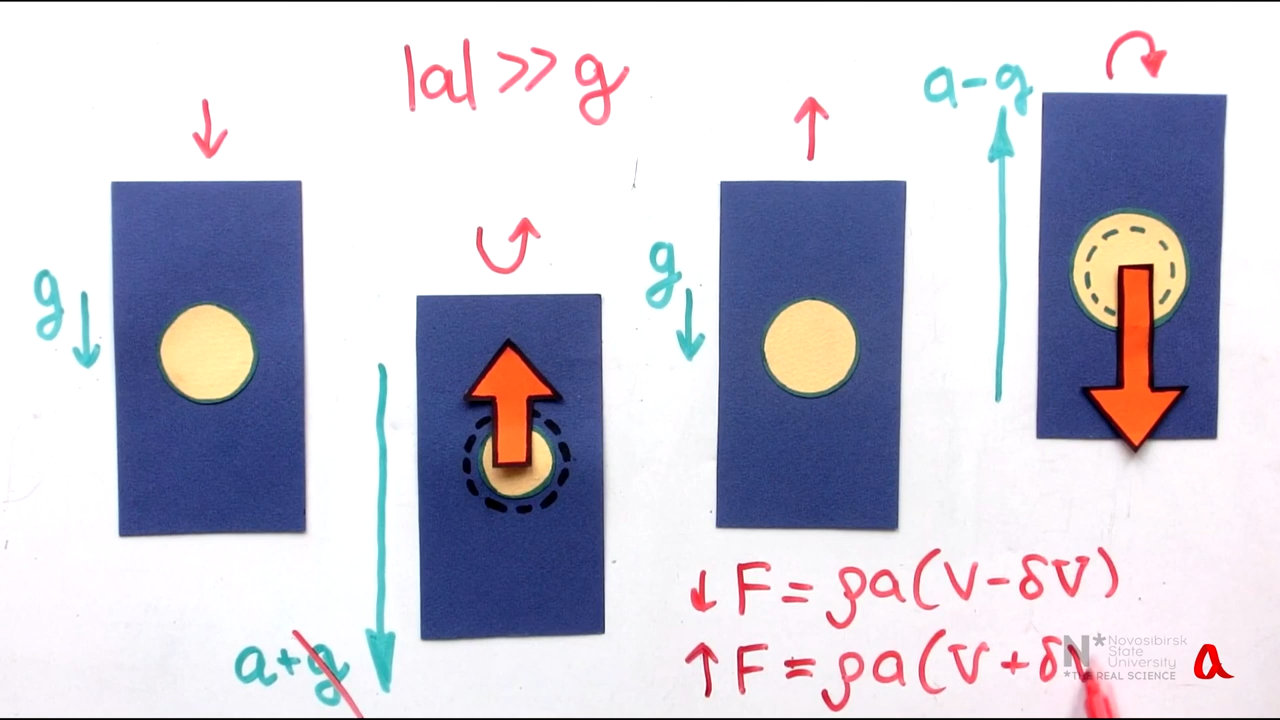 |a| >> g
a-g
g
g
a+g
↓ F = ρa(V-δV)
↑ F = ρa(V+δV
N* Novosibirsk
State
University
*THE REAL SCIENCE
a